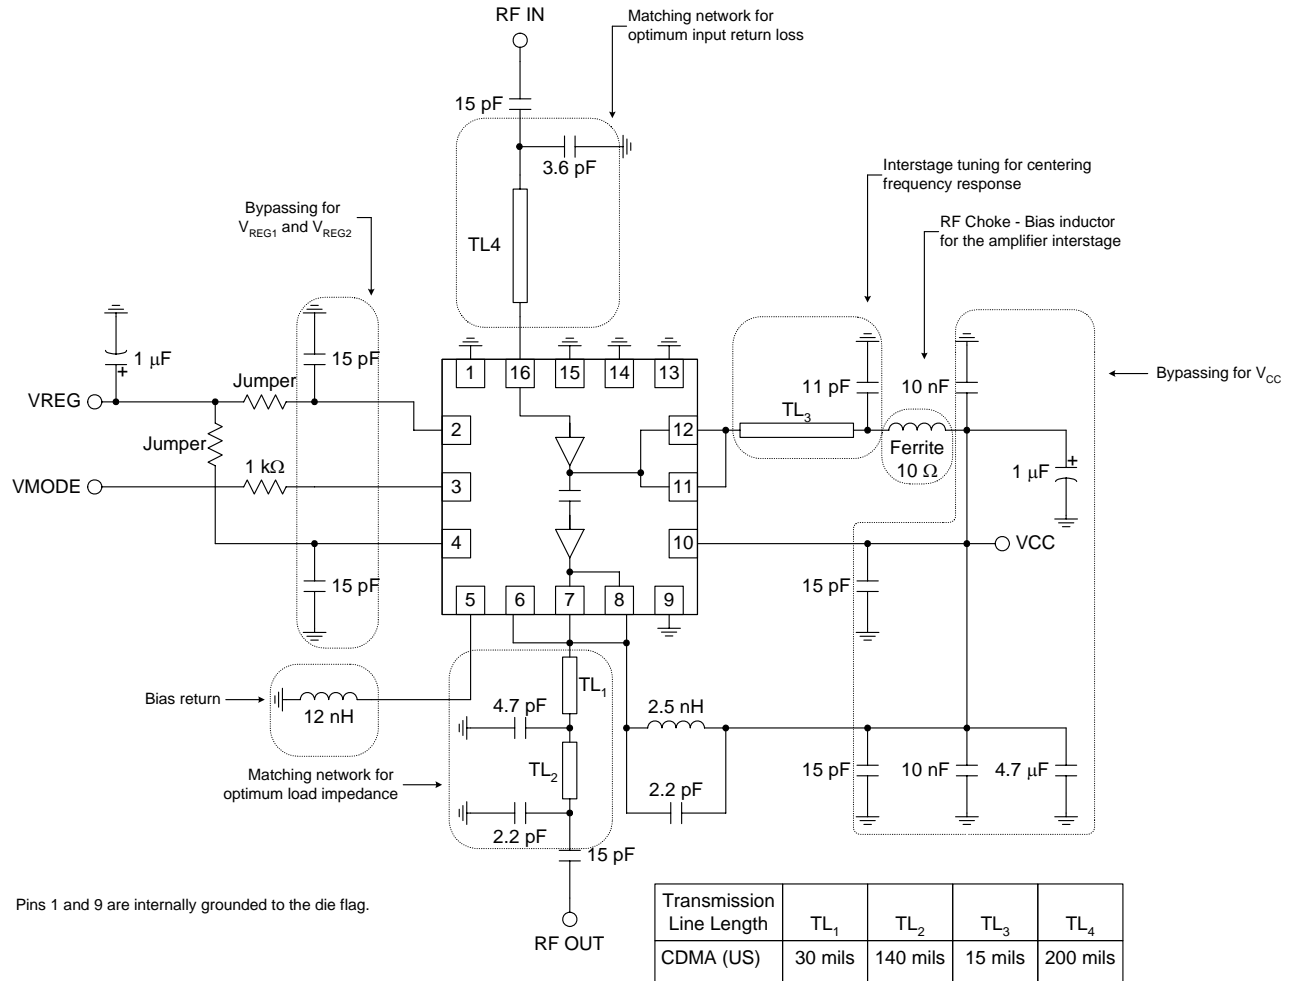 RF IN
Matching network for
optimum input return loss
15 pF
3.6 pF
Interstage tuning for centering
frequency response
Bypassing for
V_REG1 and V_REG2
RF Choke - Bias inductor
for the amplifier interstage
TL4
1 µF
+
15 pF
Jumper
VREG
Jumper
1 kΩ
VMODE
15 pF
1
16
15
14
13
2
3
4
12
11
10
5
6
7
8
9
11 pF
TL3
10 nF
Ferrite
10 Ω
Bypassing for V_CC
+
1 µF
VCC
15 pF
Bias return
12 nH
TL1
4.7 pF
2.5 nH
Matching network for
optimum load impedance
TL2
2.2 pF
2.2 pF
15 pF
10 nF
4.7 µF
15 pF
RF OUT
Pins 1 and 9 are internally grounded to the die flag.
Transmission
Line Length TL1 TL2 TL3 TL4
CDMA (US) 30 mils 140 mils 15 mils 200 mils